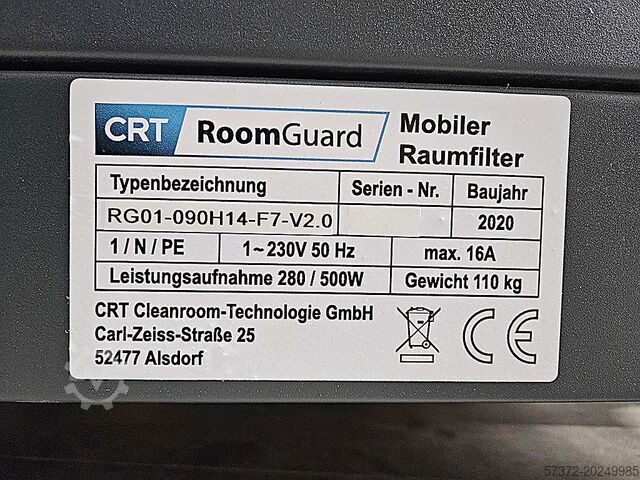 CRT RoomGuard
Mobiler
Raumfilter
Typenbezeichnung Serien - Nr. Baujahr
RG01-090H14-F7-V2.0 2020
1 / N / PE 1~230V 50 Hz max. 16A
Leistungsaufnahme 280 / 500W Gewicht 110 kg
CRT Cleanroom-Technologie GmbH
Carl-Zeiss-Straße 25
52477 Alsdorf
CE
57372-20249985